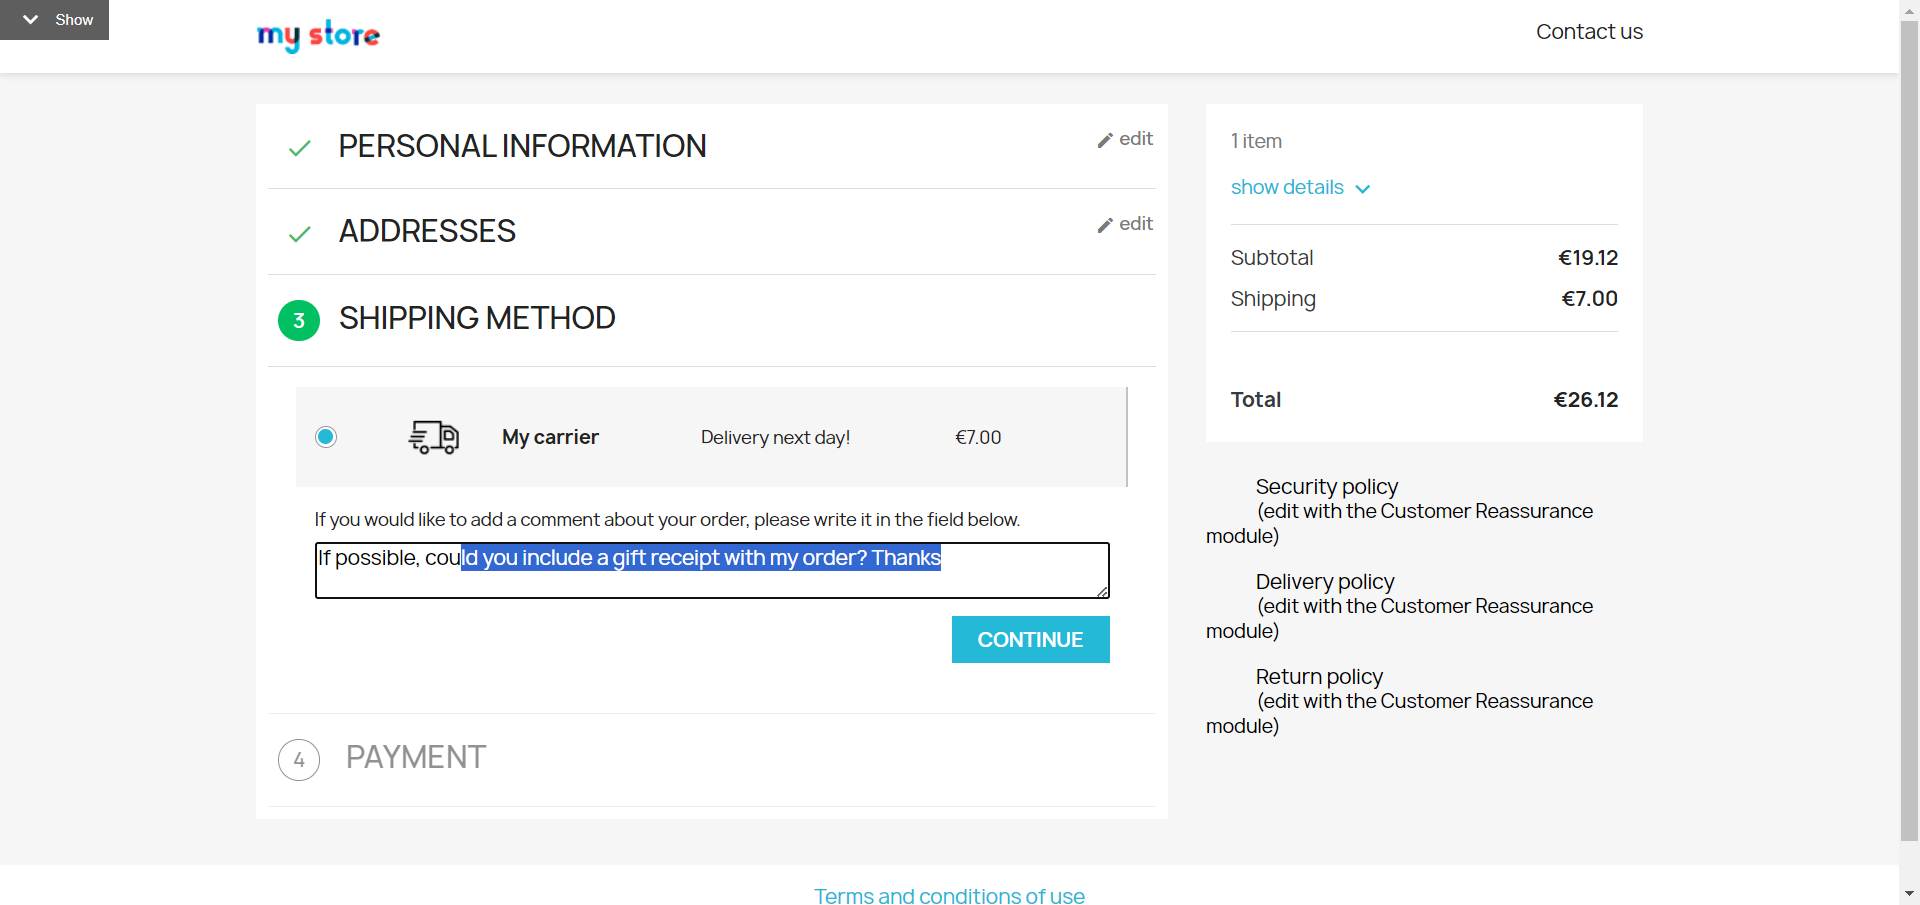 Show
my store
Contact us
PERSONAL INFORMATION
edit
ADDRESSES
edit
3
SHIPPING METHOD
My carrier
Delivery next day!
€7.00
If you would like to add a comment about your order, please write it in the field below.
If possible, could you include a gift receipt with my order? Thanks
CONTINUE
4
PAYMENT
1 item
show details
Subtotal €19.12
Shipping €7.00
Total €26.12
Security policy
(edit with the Customer Reassurance
module)
Delivery policy
(edit with the Customer Reassurance
module)
Return policy
(edit with the Customer Reassurance
module)
Terms and conditions of use